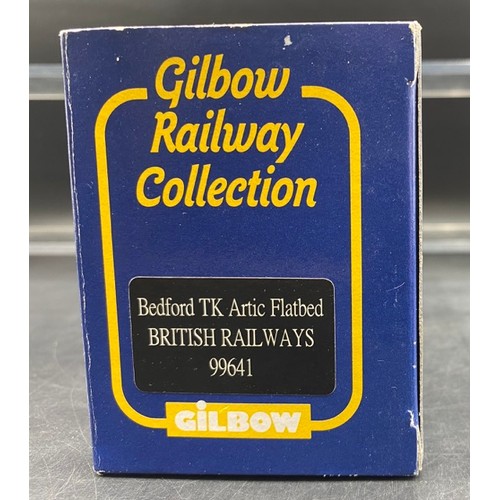 Gilbow
Railway
Collection
Bedford TK Artic Flatbed
BRITISH RAILWAYS
99641
GiLBOW